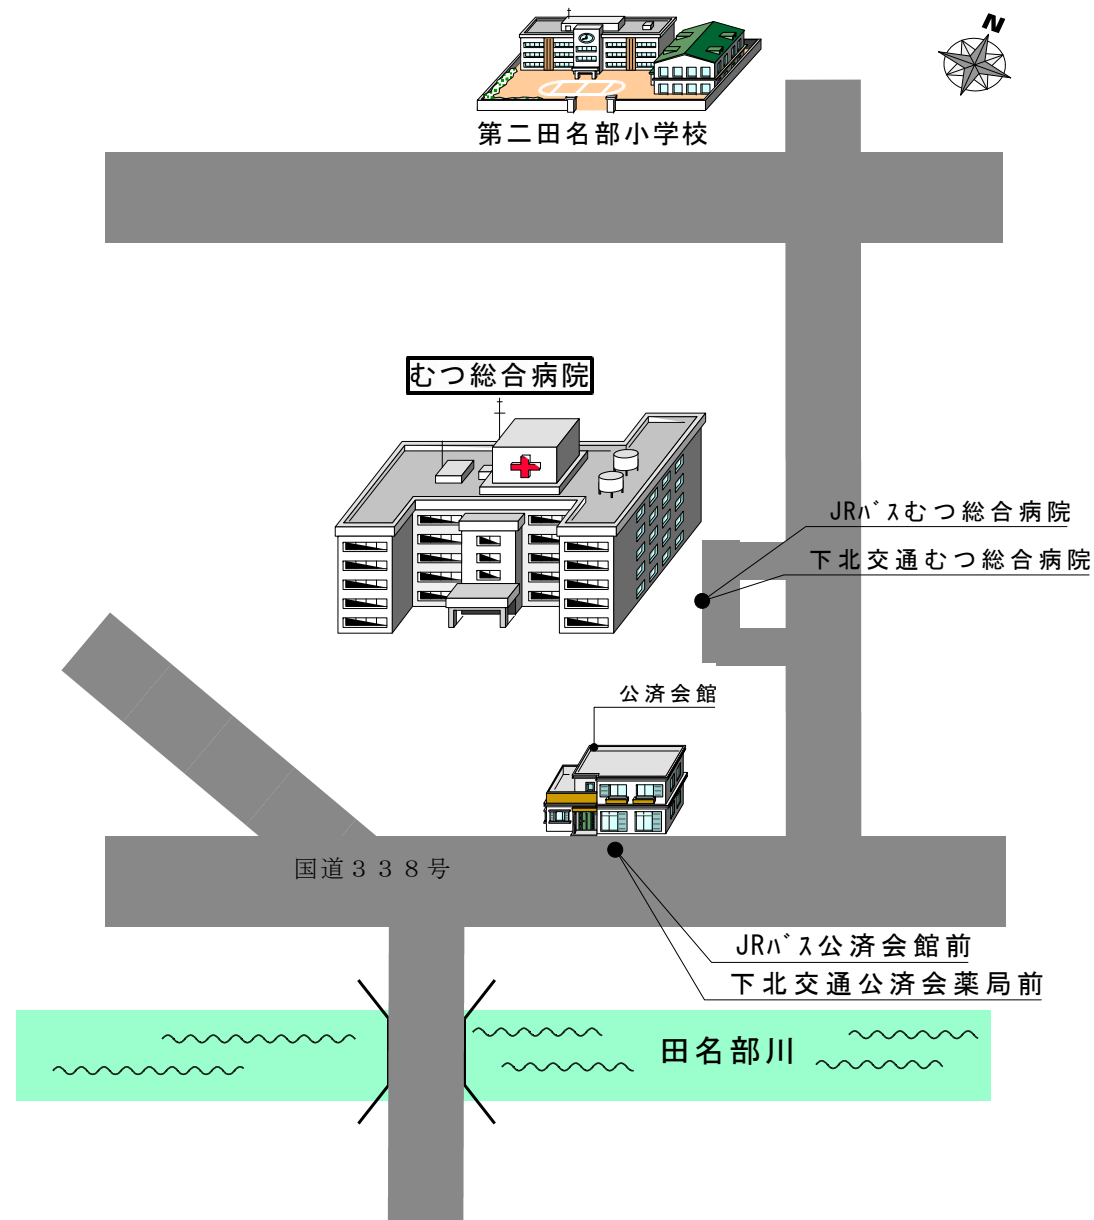 N
第二田名部小学校
むつ総合病院
JRﾊﾞｽむつ総合病院
下北交通むつ総合病院
公済会館
国道３３８号
JRﾊﾞｽ公済会館前
下北交通公済会薬局前
田名部川